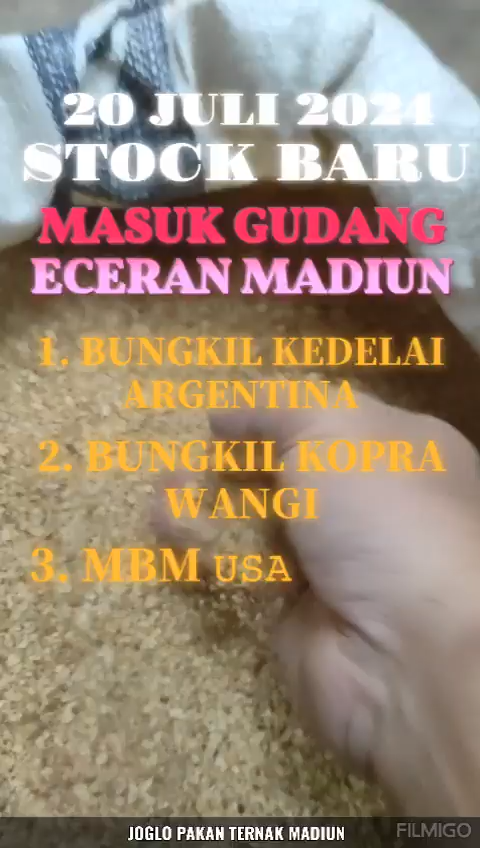 20 JULI 2024
STOCK BARU
MASUK GUDANG
ECERAN MADIUN
1. BUNGKIL KEDELAI
ARGENTINA
2. BUNGKIL KOPRA
WANGI
3. MBM USA
JOGLO PAKAN TERNAK MADIUN
FILMIGO